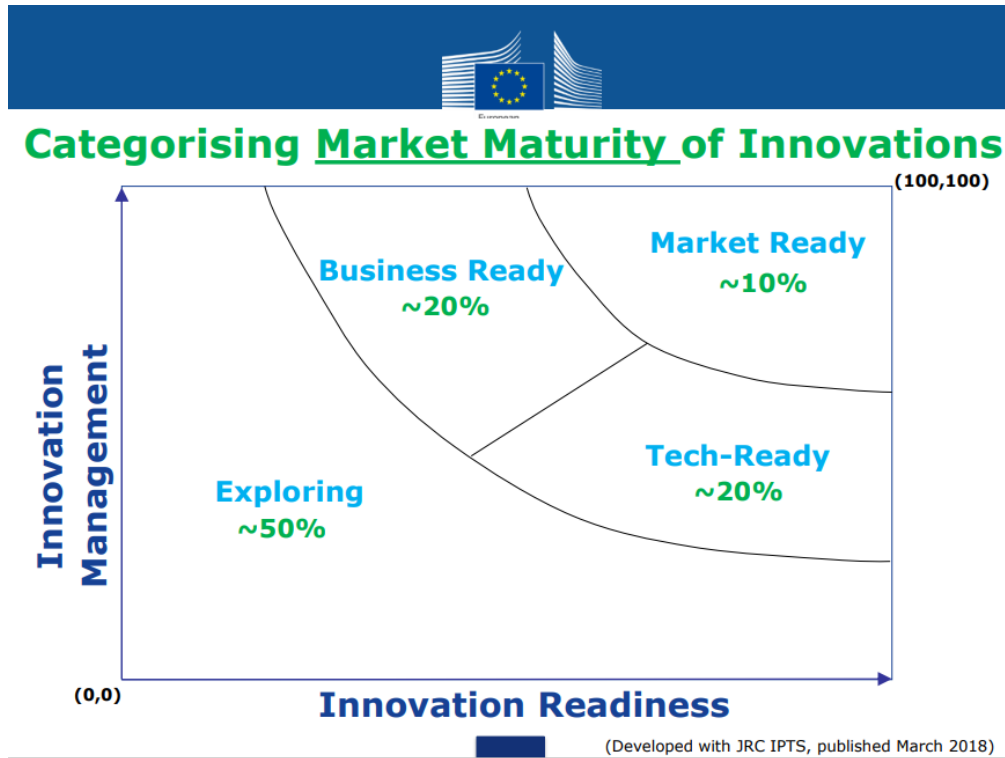 European
Categorising Market Maturity of Innovations
(100,100)
Market Ready
~10%
Business Ready
~20%
Innovation
Management
Tech-Ready
~20%
Exploring
~50%
(0,0)
Innovation Readiness
(Developed with JRC IPTS, published March 2018)